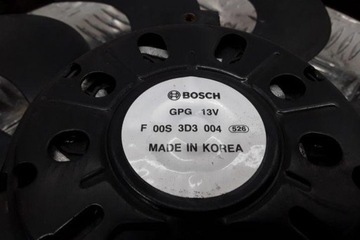 BOSCH
GPG 13V
F 00S 3D3 004 526
MADE IN KOREA